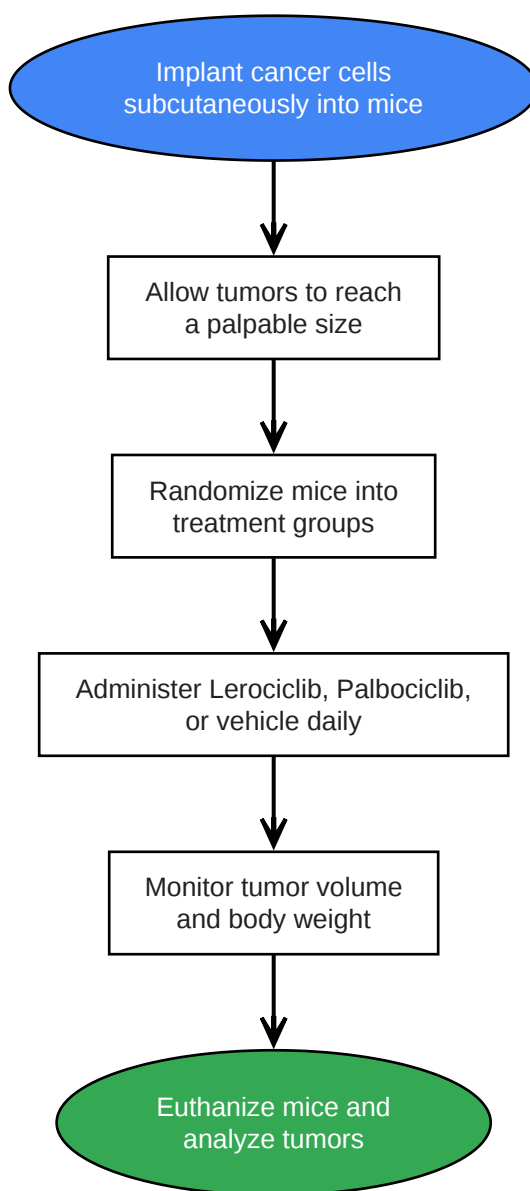 Implant cancer cells
subcutaneously into mice
Allow tumors to reach
a palpable size
Randomize mice into
treatment groups
Administer Lerociclib, Palbociclib,
or vehicle daily
Monitor tumor volume
and body weight
Euthanize mice and
analyze tumors